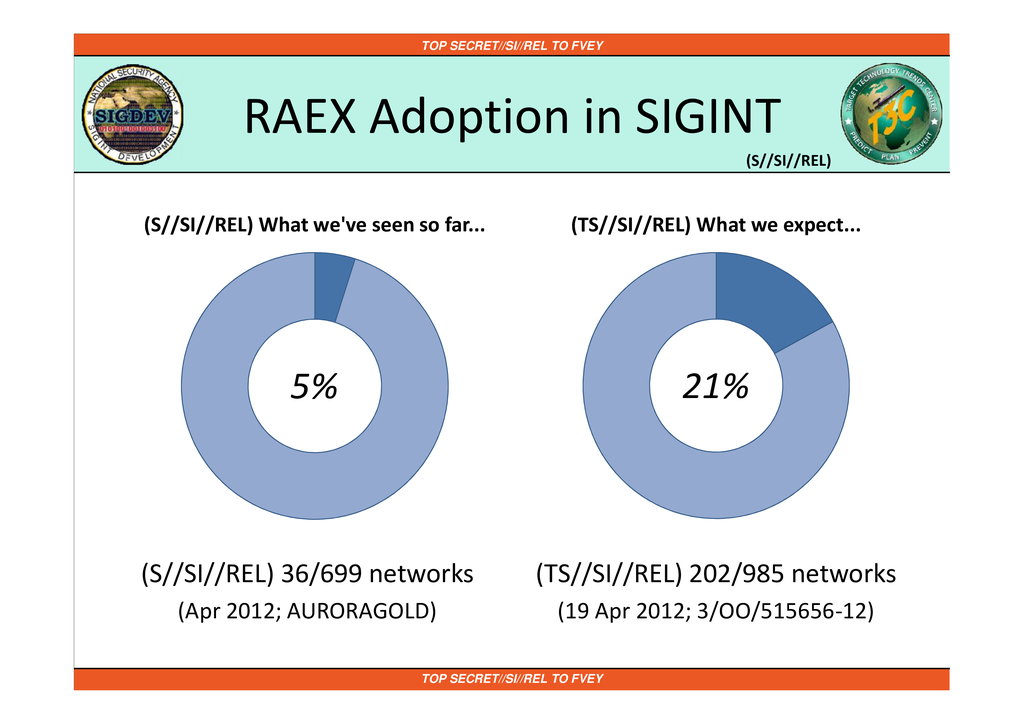 TOP SECRET//SI//REL TO FVEY
NATIONAL SECURITY AGENCY
SIGDEV
SIGINT DEVELOPMENT
RAEX Adoption in SIGINT
TARGET TECHNOLOGY TRENDS CENTER
T3C
PREDICT PLAN PREVENT
(S//SI//REL)
(S//SI//REL) What we've seen so far...
(TS//SI//REL) What we expect...
5%
21%
(S//SI//REL) 36/699 networks
(TS//SI//REL) 202/985 networks
(Apr 2012; AURORAGOLD)
(19 Apr 2012; 3/OO/515656-12)
TOP SECRET//SI//REL TO FVEY